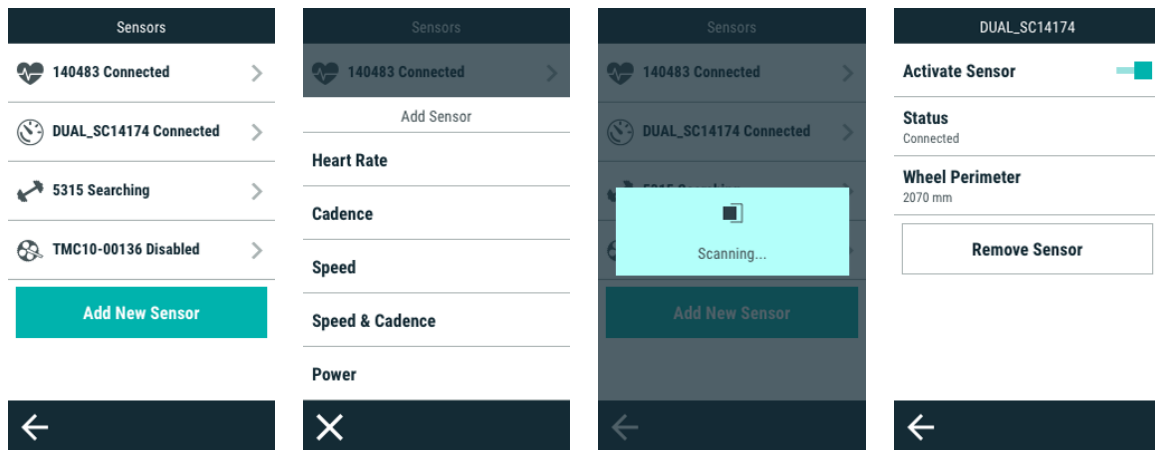 Sensors
140483 Connected
DUAL_SC14174 Connected
5315 Searching
TMC10-00136 Disabled
Add New Sensor
Sensors
140483 Connected
Add Sensor
Heart Rate
Cadence
Speed
Speed & Cadence
Power
Sensors
140483 Connected
DUAL_SC14174 Connected
Scanning...
Add New Sensor
DUAL_SC14174
Activate Sensor
Status
Connected
Wheel Perimeter
2070 mm
Remove Sensor